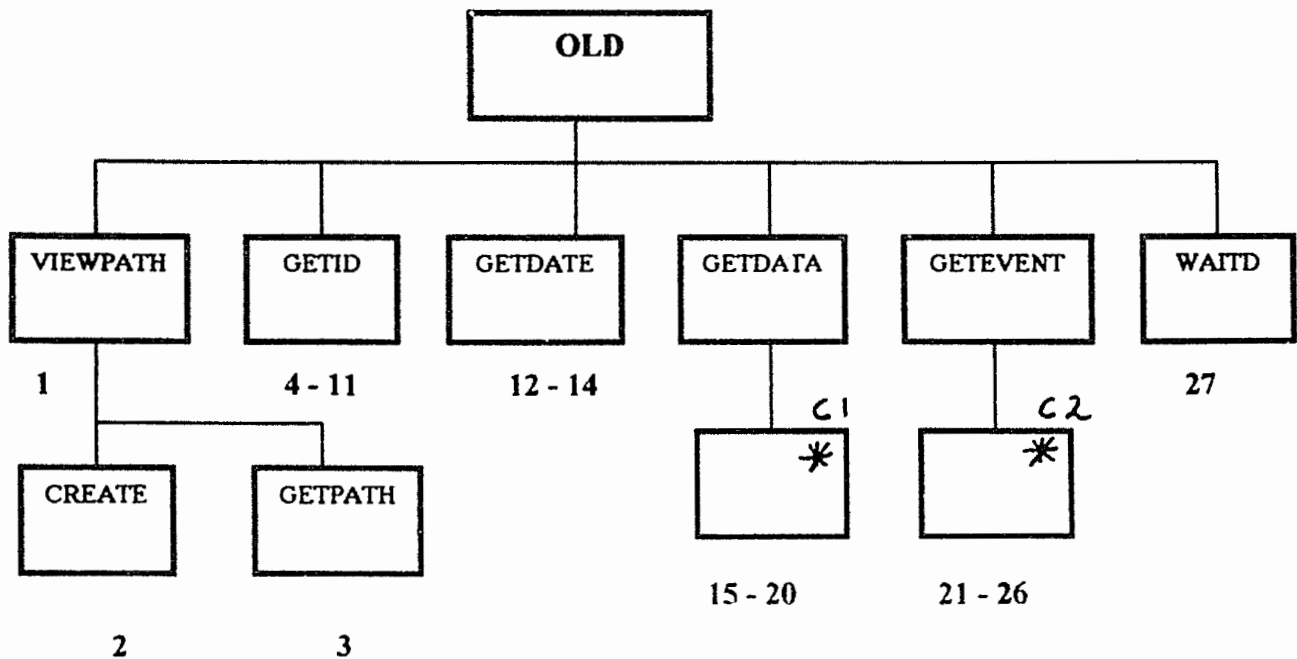 OLD
VIEWPATH
GETID
GETDATE
GETDATA
GETEVENT
WAITD
1
4 - 11
12 - 14
27
C1
C2
*
*
CREATE
GETPATH
15 - 20
21 - 26
2
3